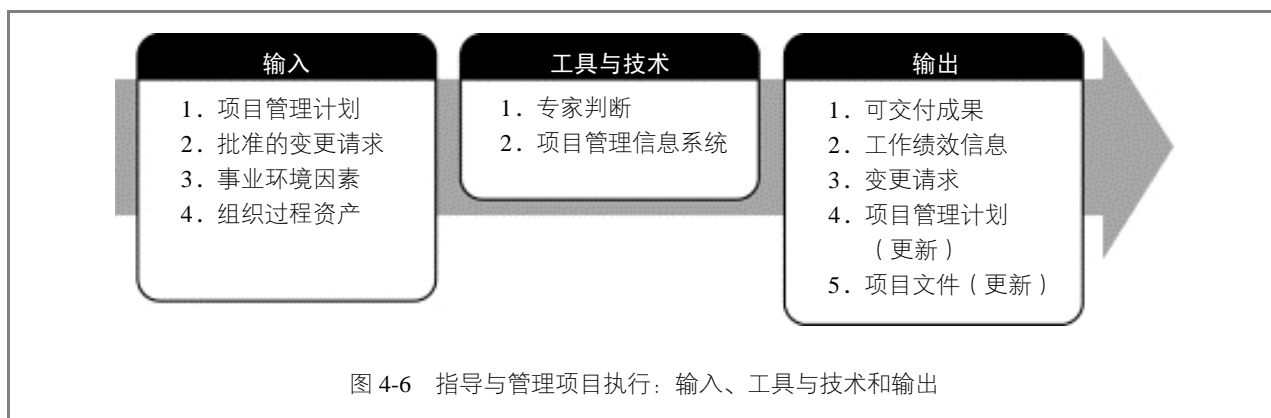 输入
1．项目管理计划
2．批准的变更请求
3．事业环境因素
4．组织过程资产
工具与技术
1．专家判断
2．项目管理信息系统
输出
1．可交付成果
2．工作绩效信息
3．变更请求
4．项目管理计划
（更新）
5．项目文件（更新）
图 4-6　指导与管理项目执行：输入、工具与技术和输出